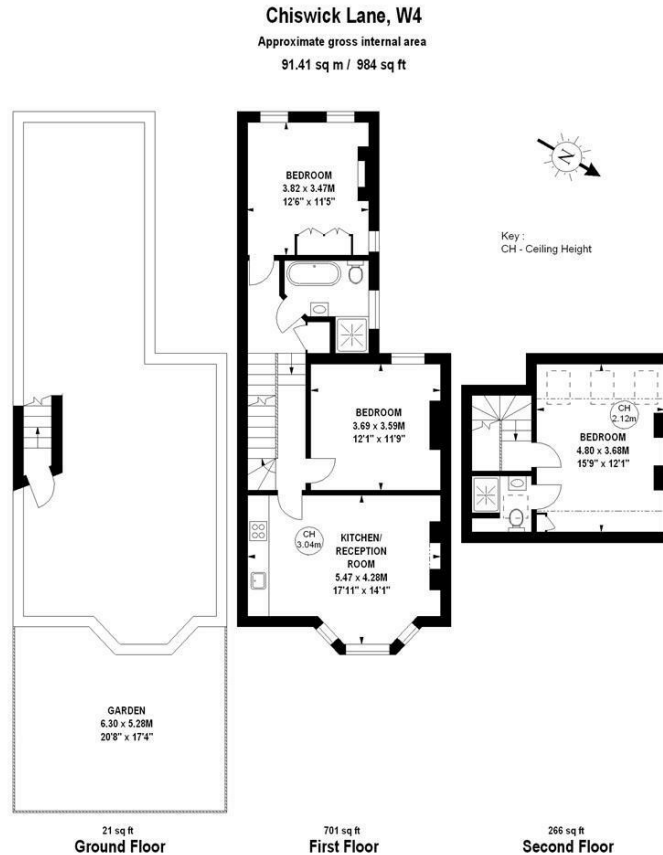 Chiswick Lane, W4
Approximate gross internal area
91.41 sq m / 984 sq ft
N
Key :
CH - Ceiling Height
BEDROOM
3.82 x 3.47M
12'6" x 11'5"
BEDROOM
3.69 x 3.59M
12'1" x 11'9"
CH
3.04m
KITCHEN/
RECEPTION
ROOM
5.47 x 4.28M
17'11" x 14'1"
CH
2.12m
BEDROOM
4.80 x 3.68M
15'9" x 12'1"
GARDEN
6.30 x 5.28M
20'8" x 17'4"
21 sq ft
Ground Floor
701 sq ft
First Floor
266 sq ft
Second Floor